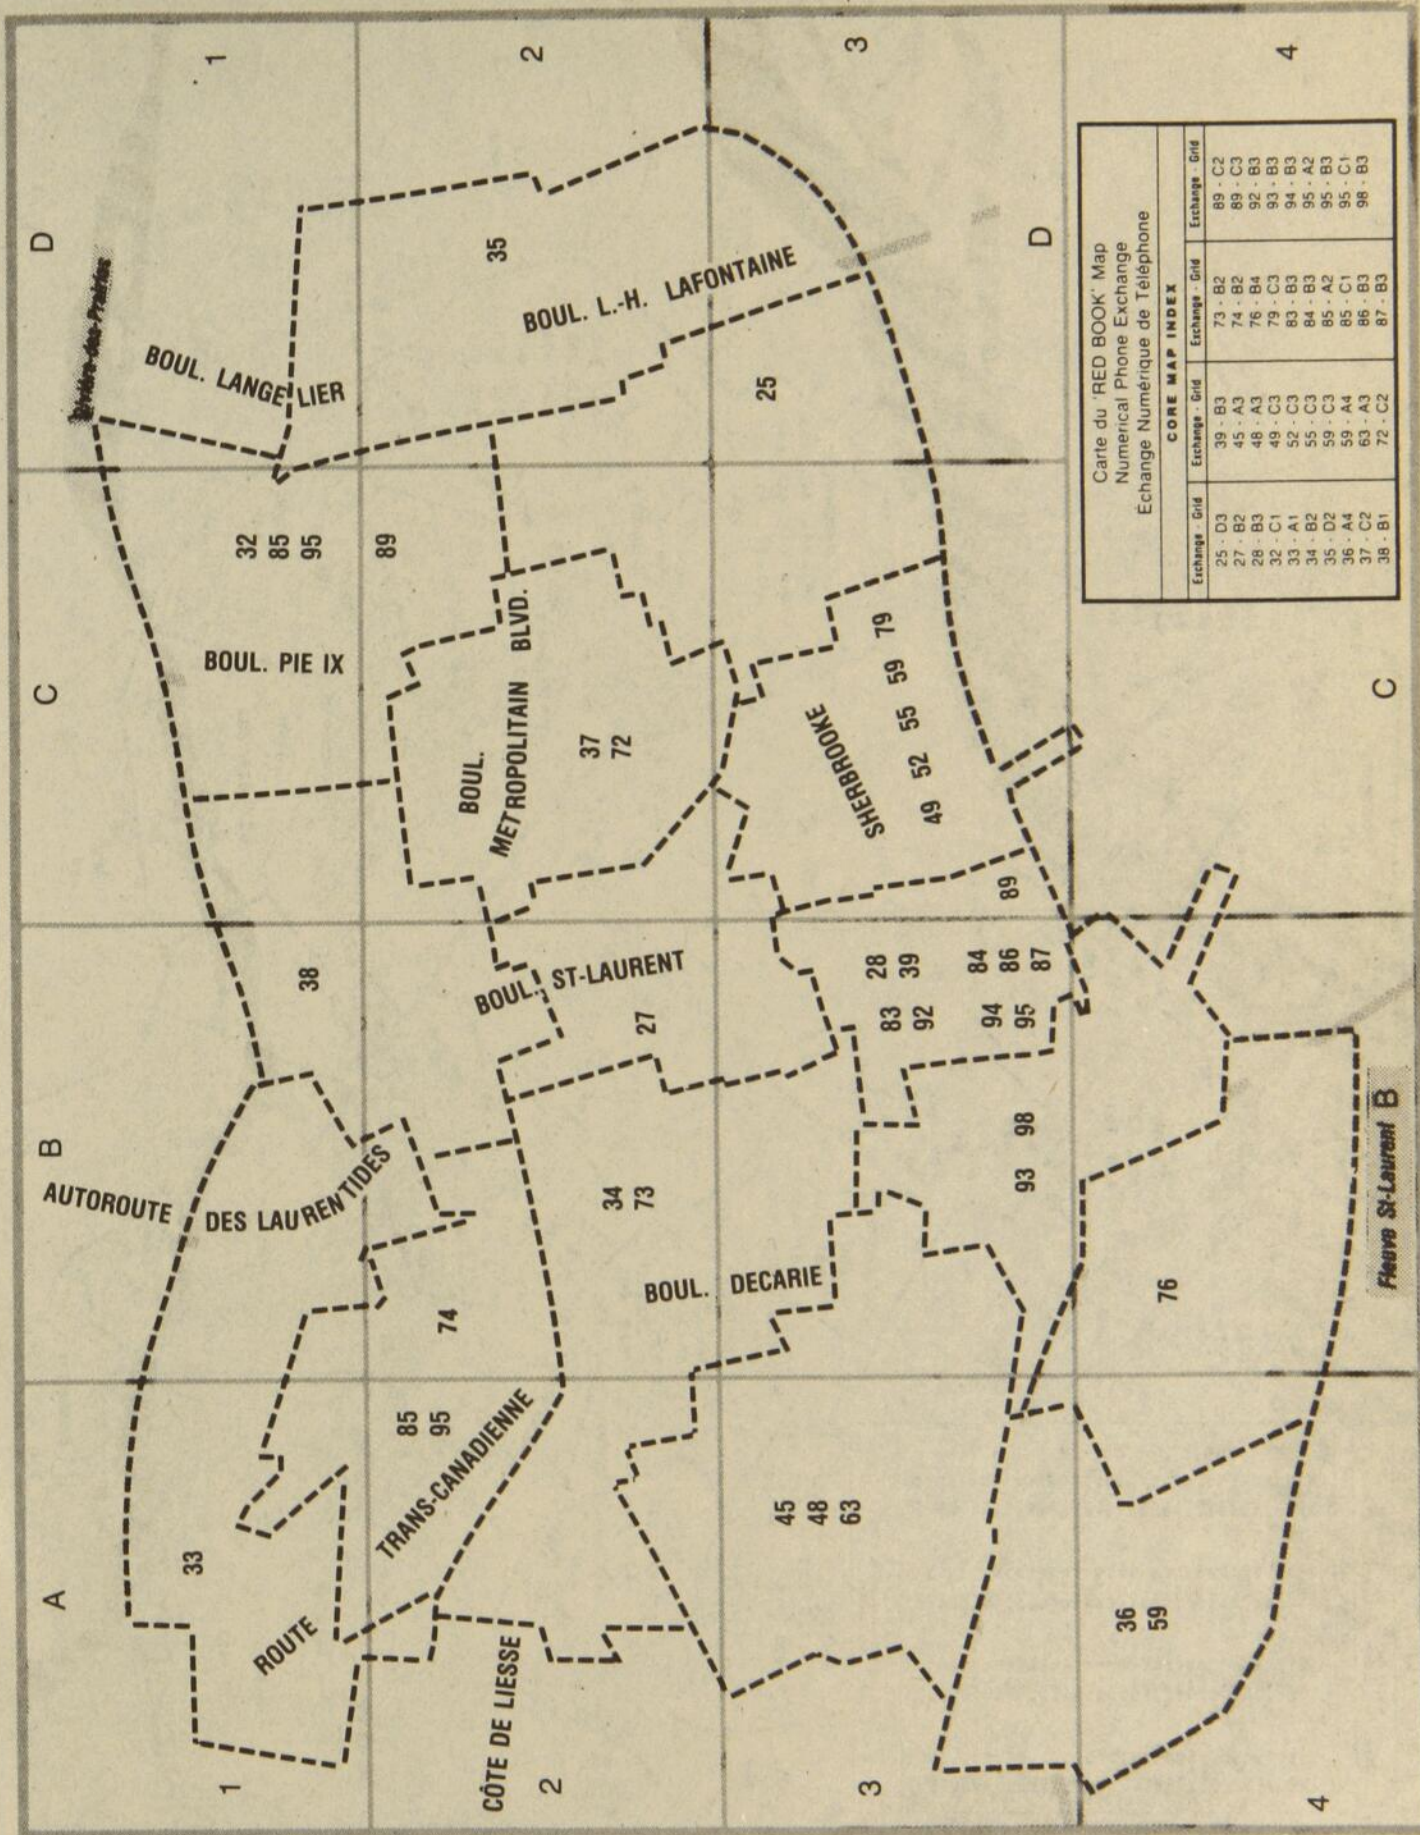 A
B
C
D
1
2
3
4
1
2
3
4
A
B
C
D
Rivière-des-Prairies
BOUL. LANGELIER
BOUL. PIE IX
AUTOROUTE DES LAURENTIDES
ROUTE TRANS-CANADIENNE
CÔTE DE LIESSE
BOUL. METROPOLITAIN BLVD.
BOUL. ST-LAURENT
BOUL. DECARIE
BOUL. L.-H. LAFONTAINE
SHERBROOKE
Fleuve St-Laurent
33
38
32
85
95
89
85
95
74
34
73
27
37
72
35
25
45
48
63
28
39
83
92
84
86
87
94
95
89
93 98
49 52 55 59 79
36
59
76
Carte du 'RED BOOK' Map
Numerical Phone Exchange
Échange Numérique de Téléphone
CORE MAP INDEX
Exchange - Grid Exchange - Grid Exchange - Grid Exchange - Grid
25 - D3 39 - B3 73 - B2 89 - C2
27 - B2 45 - A3 74 - B2 89 - C3
28 - B3 48 - A3 76 - B4 92 - B3
32 - C1 49 - C3 79 - C3 93 - B3
33 - A1 52 - C3 83 - B3 94 - B3
34 - B2 55 - C3 84 - B3 95 - A2
35 - D2 59 - C3 85 - A2 95 - B3
36 - A4 59 - A4 85 - C1 95 - C1
37 - C2 63 - A3 86 - B3 98 - B3
38 - B1 72 - C2 87 - B3